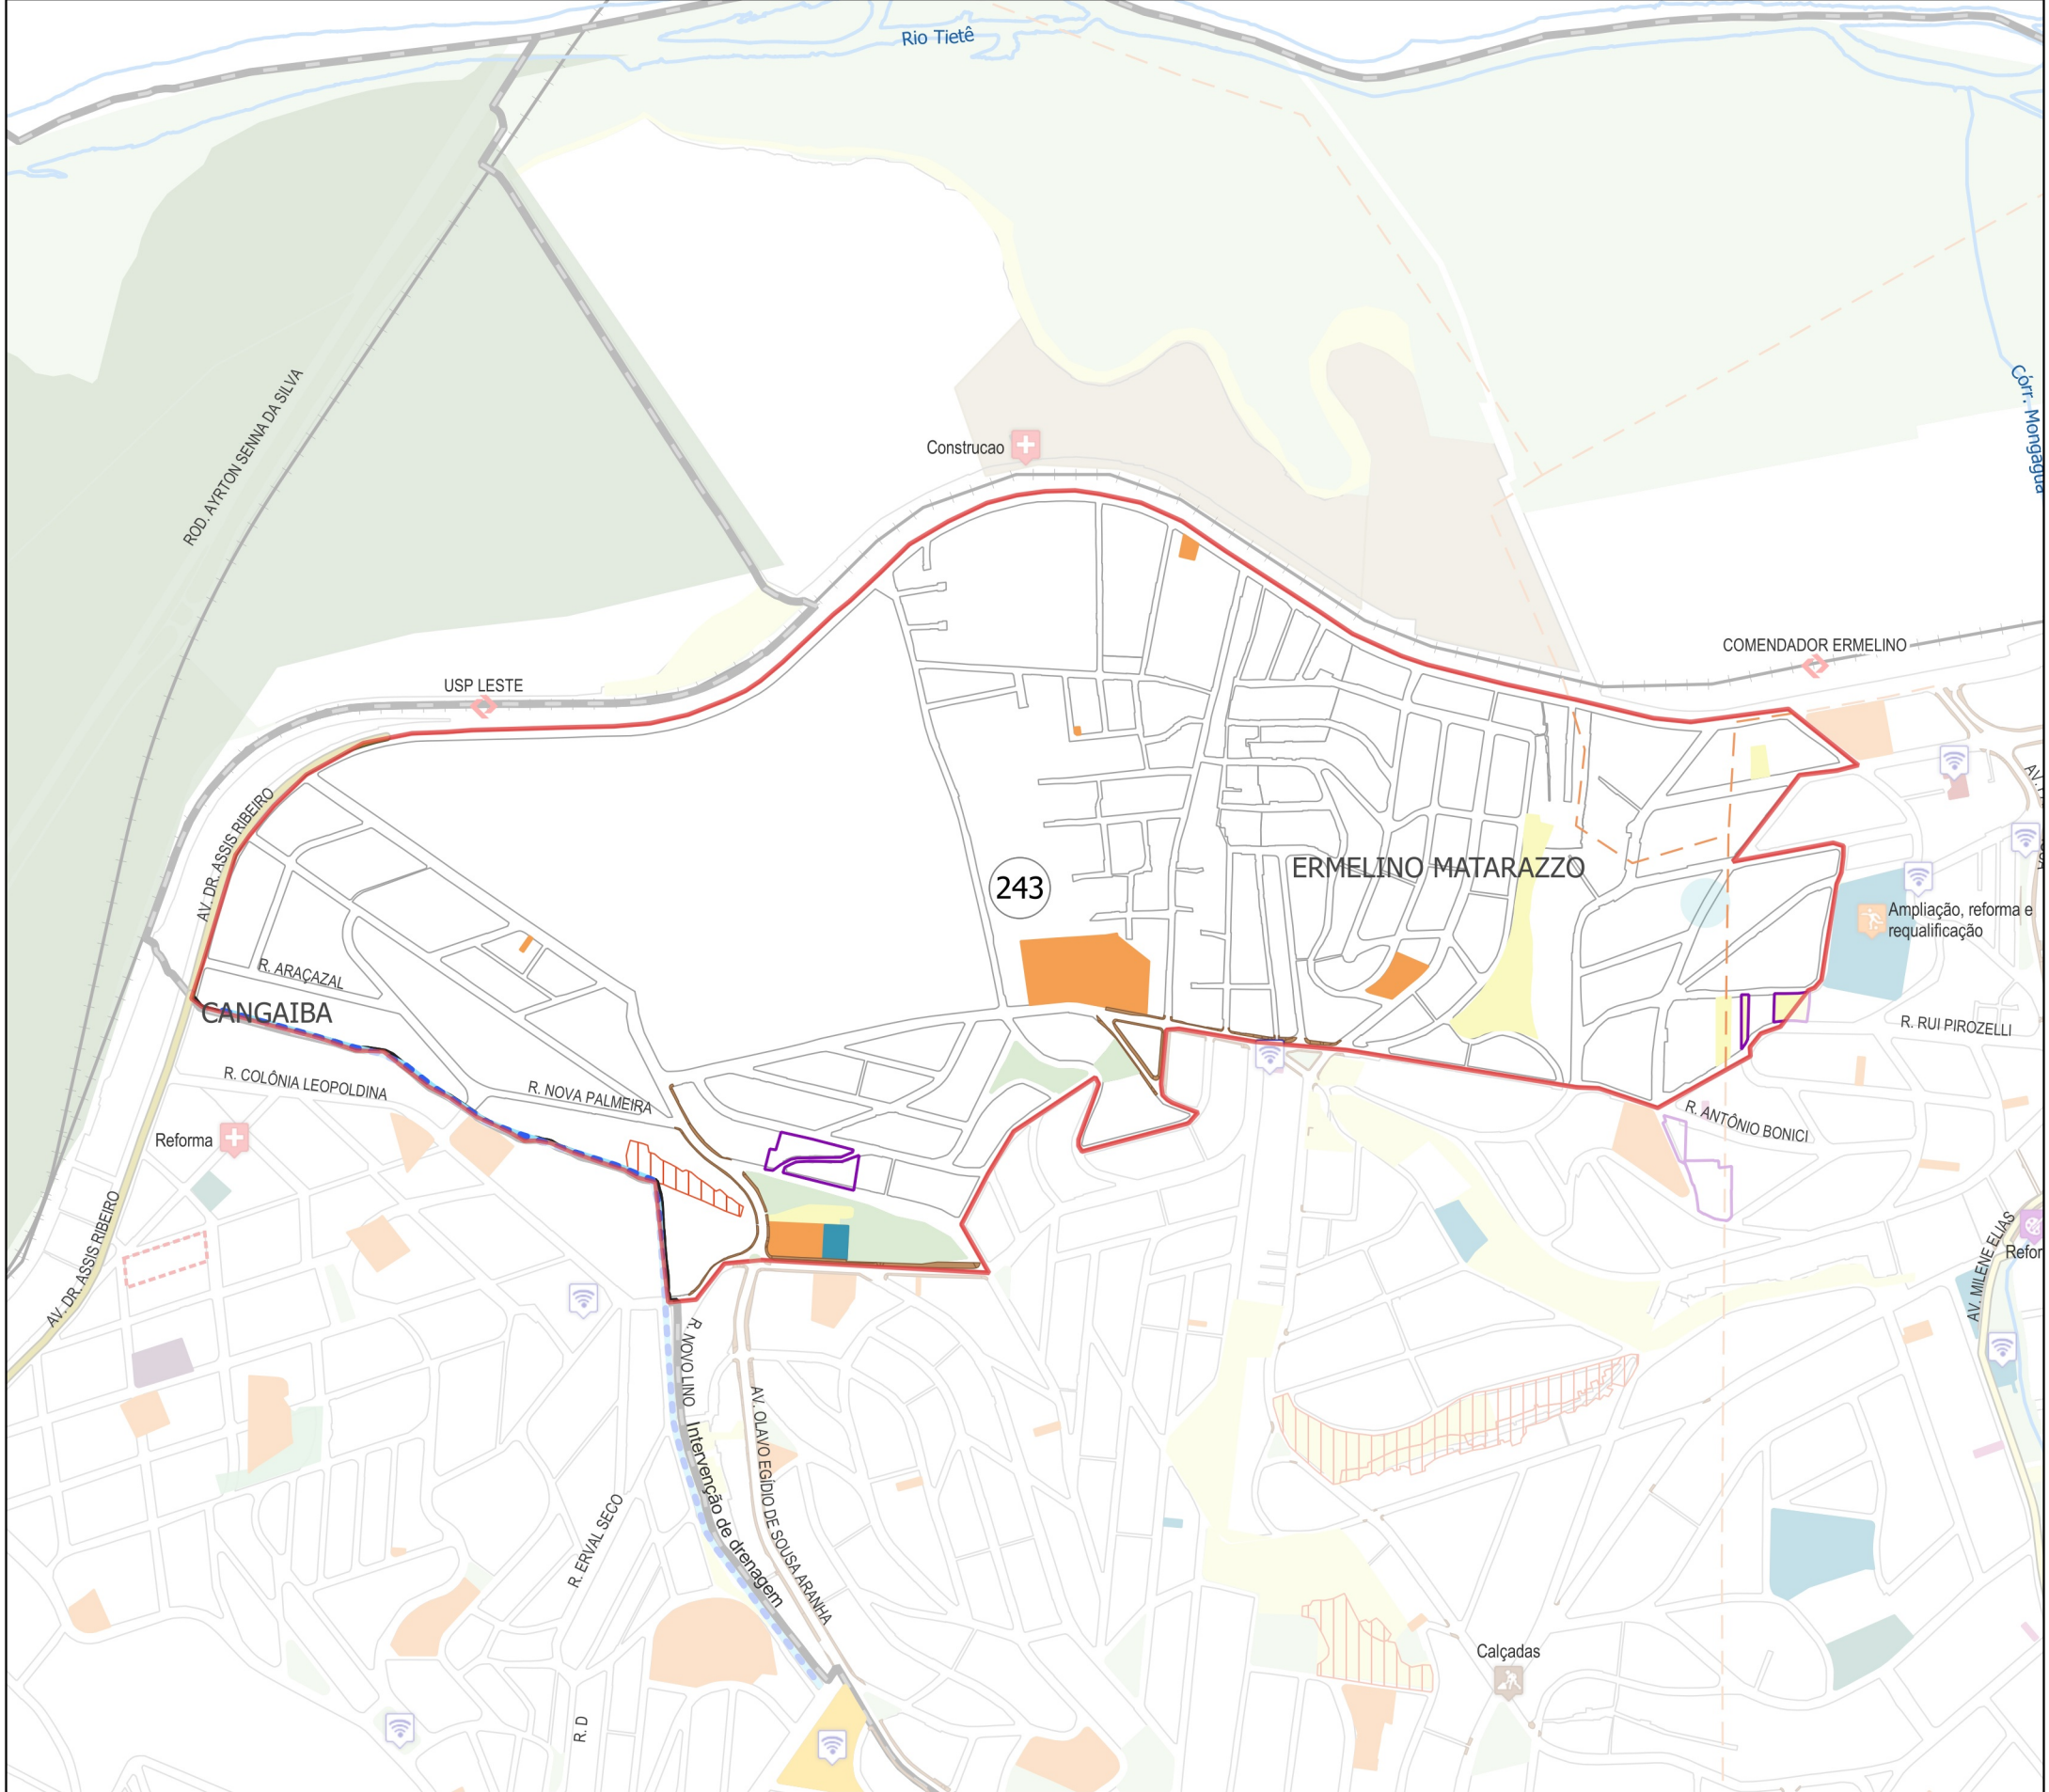 Rio Tietê
ROD. AYRTON SENNA DA SILVA
Córr. Mongaguá
Construcao
COMENDADOR ERMELINO
USP LESTE
AV. DR. ASSIS RIBEIRO
ERMELINO MATARAZZO
243
Ampliação, reforma e
requalificação
R. ARAÇAZAL
CANGAIBA
R. RUI PIROZELLI
R. COLÔNIA LEOPOLDINA
R. NOVA PALMEIRA
R. ANTÔNIO BONICI
Reforma
AV. DR. ASSIS RIBEIRO
AV. MILENE ELIAS
R. NOVO LINO
Intervenção de drenagem
AV. OLAVO EGÍDIO DE SOUSA ARANHA
R. ERVAL SECO
Calçadas
R. D